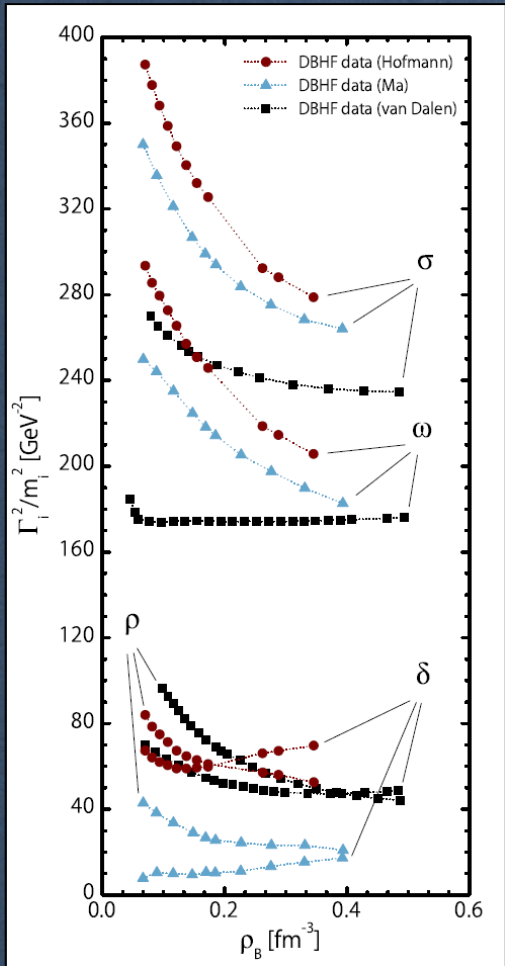 400
360
320
280
240
200
160
120
80
40
0
0.0 0.2 0.4 0.6
Γᵢ²/mᵢ² [GeV⁻²]
ρ_B [fm⁻³]
DBHF data (Hofmann)
DBHF data (Ma)
DBHF data (van Dalen)
σ
ω
ρ
δ